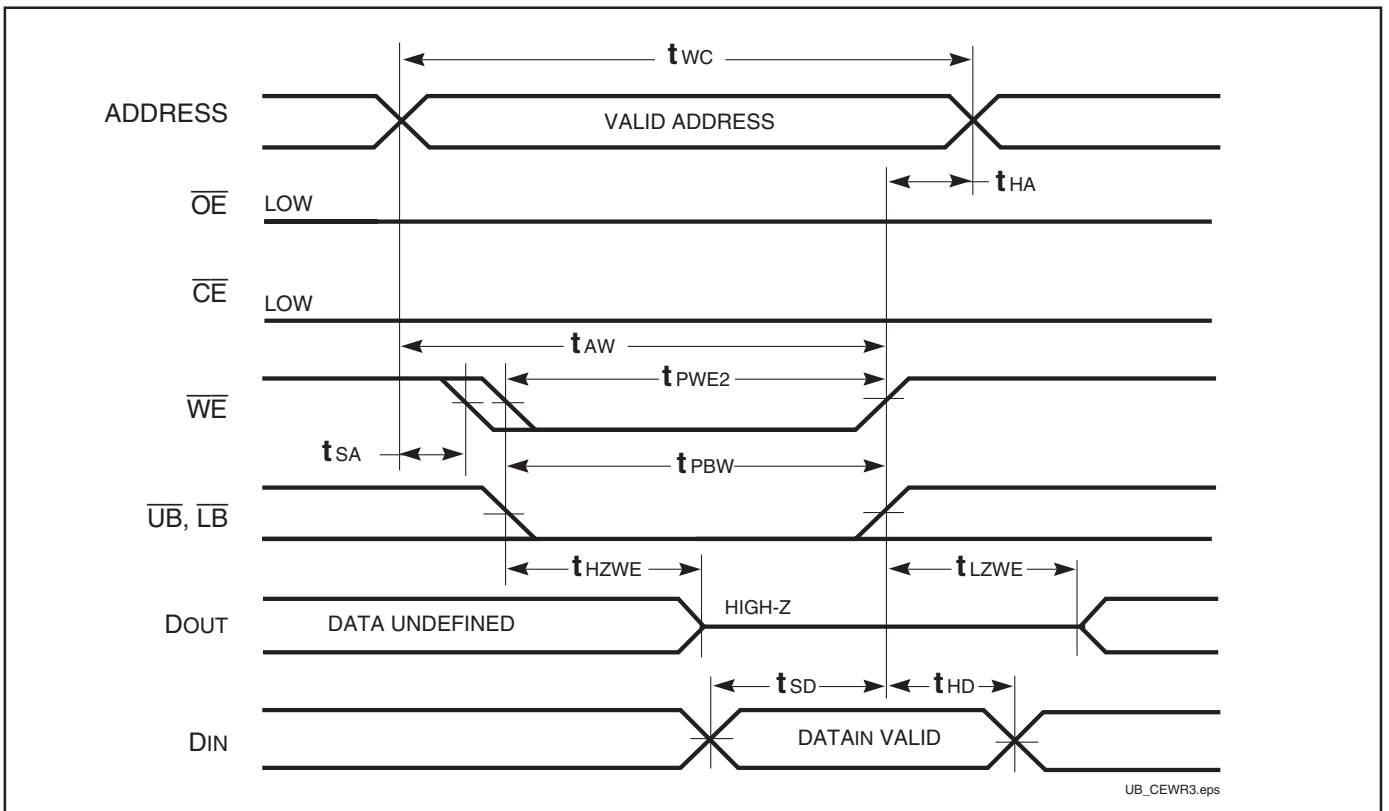 tWC
ADDRESS
VALID ADDRESS
tHA
OE
LOW
CE
LOW
tAW
tPWE2
WE
tSA
tPBW
UB, LB
tHZWE
tLZWE
DOUT
DATA UNDEFINED
HIGH-Z
tSD
tHD
DIN
DATAIN VALID
UB_CEWR3.eps